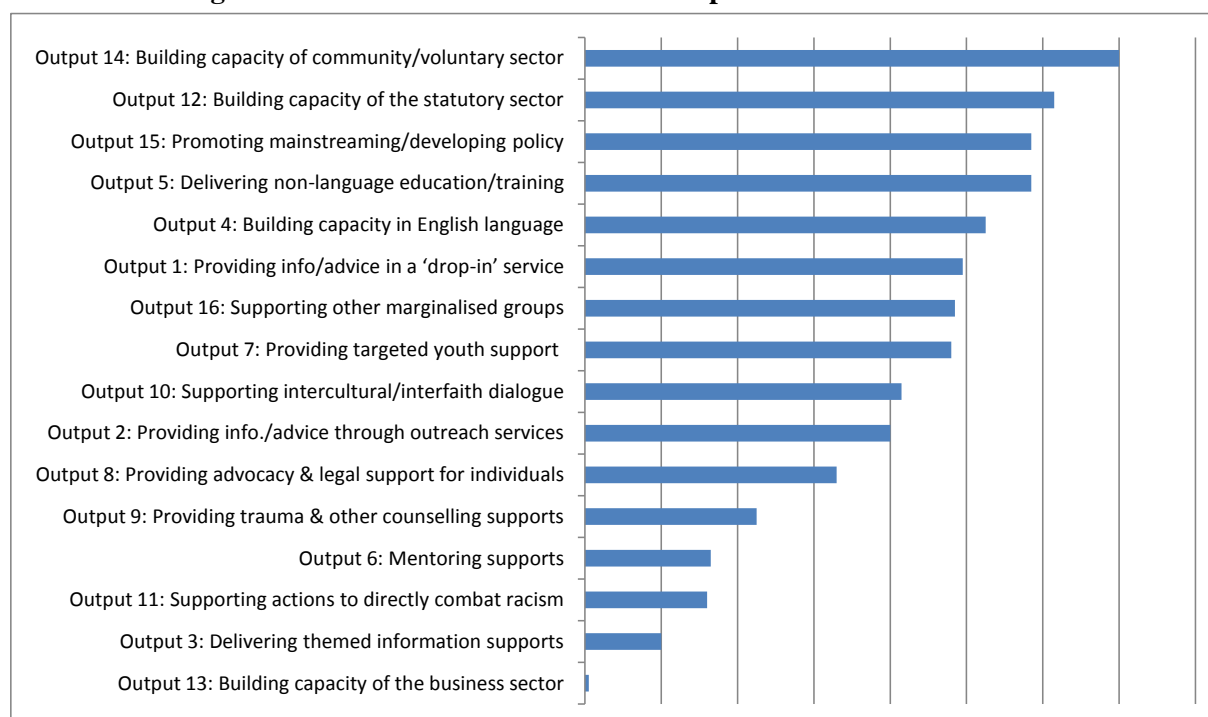 Output 14: Building capacity of community/voluntary sector
Output 12: Building capacity of the statutory sector
Output 15: Promoting mainstreaming/developing policy
Output 5: Delivering non-language education/training
Output 4: Building capacity in English language
Output 1: Providing info/advice in a ‘drop-in’ service
Output 16: Supporting other marginalised groups
Output 7: Providing targeted youth support
Output 10: Supporting intercultural/interfaith dialogue
Output 2: Providing info./advice through outreach services
Output 8: Providing advocacy & legal support for individuals
Output 9: Providing trauma & other counselling supports
Output 6: Mentoring supports
Output 11: Supporting actions to directly combat racism
Output 3: Delivering themed information supports
Output 13: Building capacity of the business sector